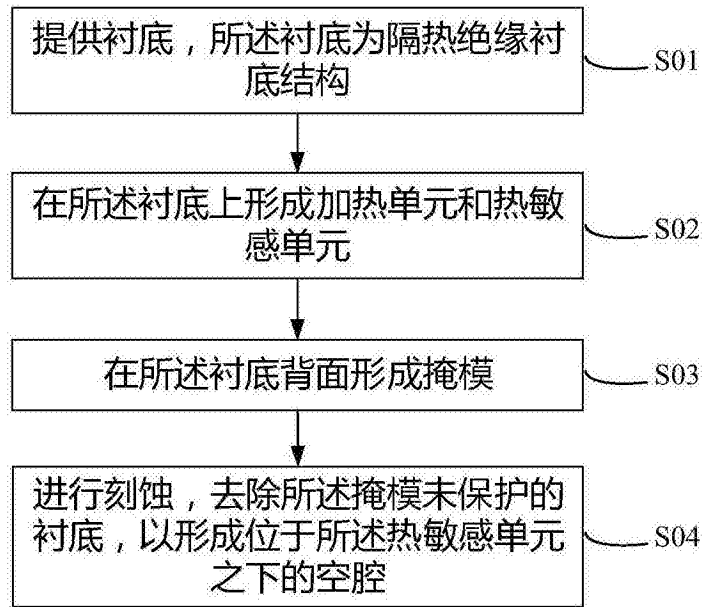 提供衬底，所述衬底为隔热绝缘衬
底结构
S01
在所述衬底上形成加热单元和热敏
感单元
S02
在所述衬底背面形成掩模
S03
进行刻蚀，去除所述掩模未保护的
衬底，以形成位于所述热敏感单元
之下的空腔
S04